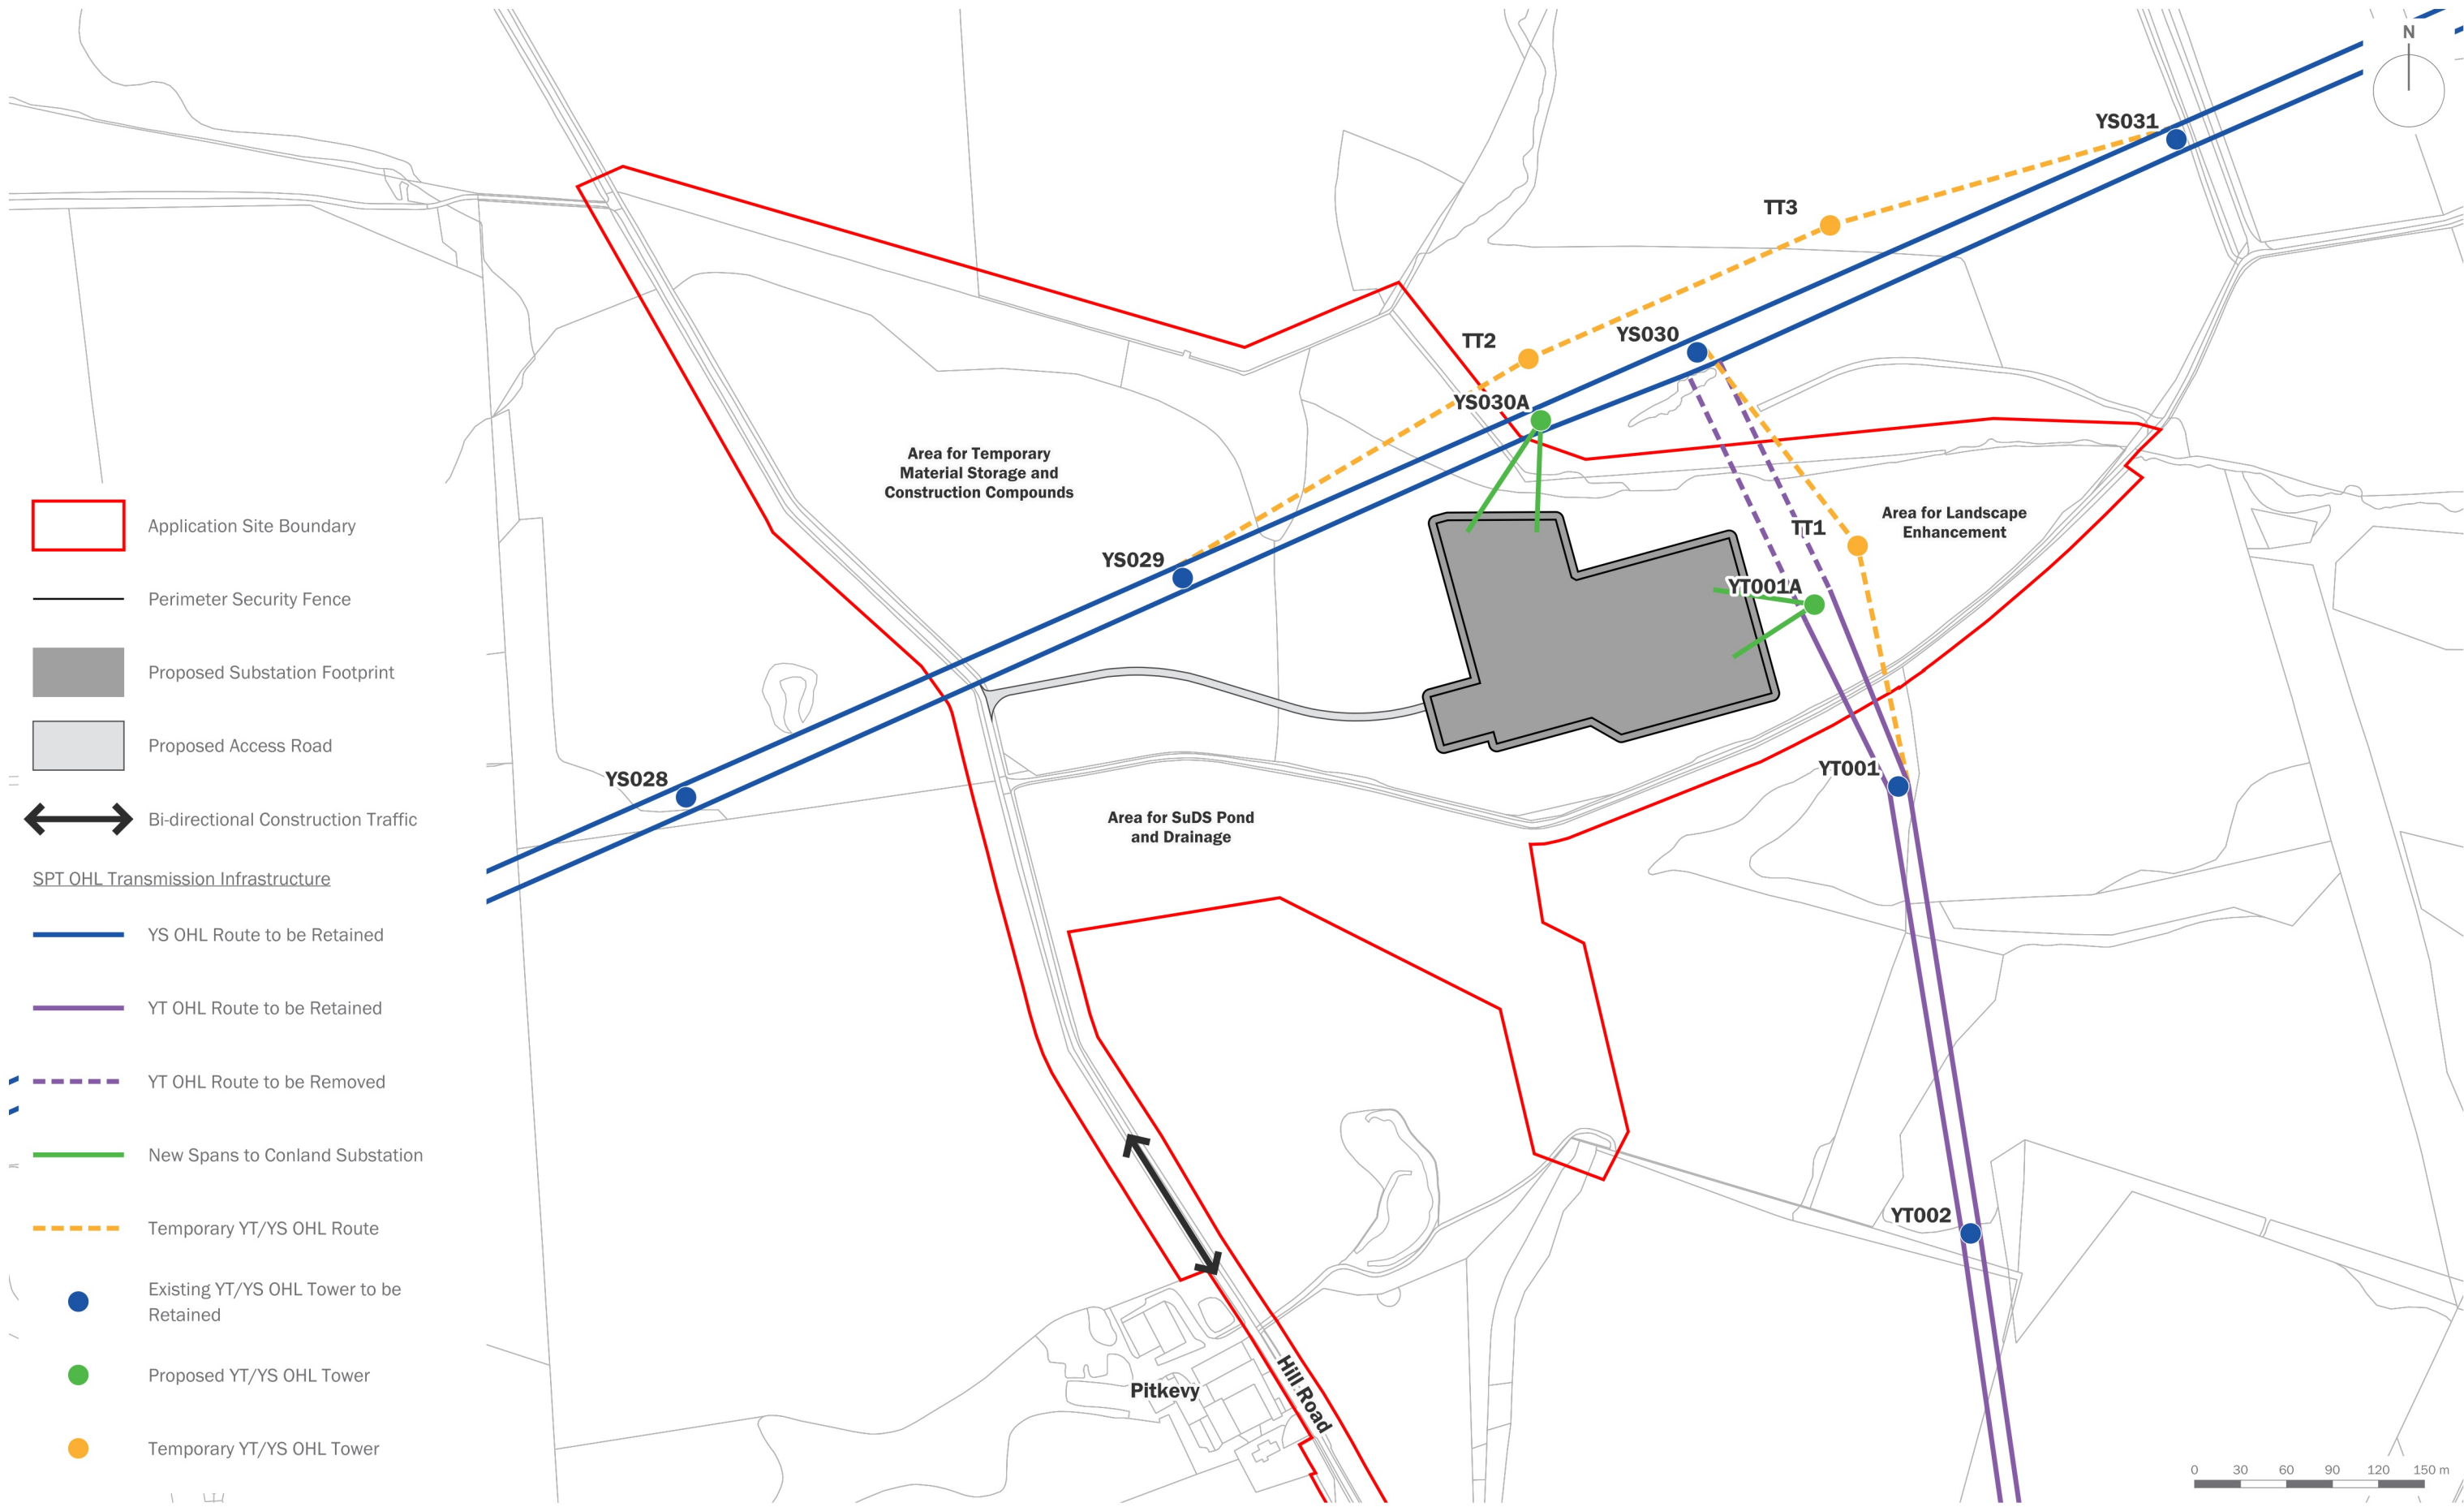 N
YS031
TT3
TT2
YS030
YS030A
Area for Temporary
Material Storage and
Construction Compounds
TT1
Area for Landscape
Enhancement
YS029
YT001A
YS028
YT001
Area for SuDS Pond
and Drainage
YT002
Pitkevy
Hill Road
Application Site Boundary
Perimeter Security Fence
Proposed Substation Footprint
Proposed Access Road
Bi-directional Construction Traffic
SPT OHL Transmission Infrastructure
YS OHL Route to be Retained
YT OHL Route to be Retained
YT OHL Route to be Removed
New Spans to Conland Substation
Temporary YT/YS OHL Route
Existing YT/YS OHL Tower to be
Retained
Proposed YT/YS OHL Tower
Temporary YT/YS OHL Tower
0 30 60 90 120 150 m